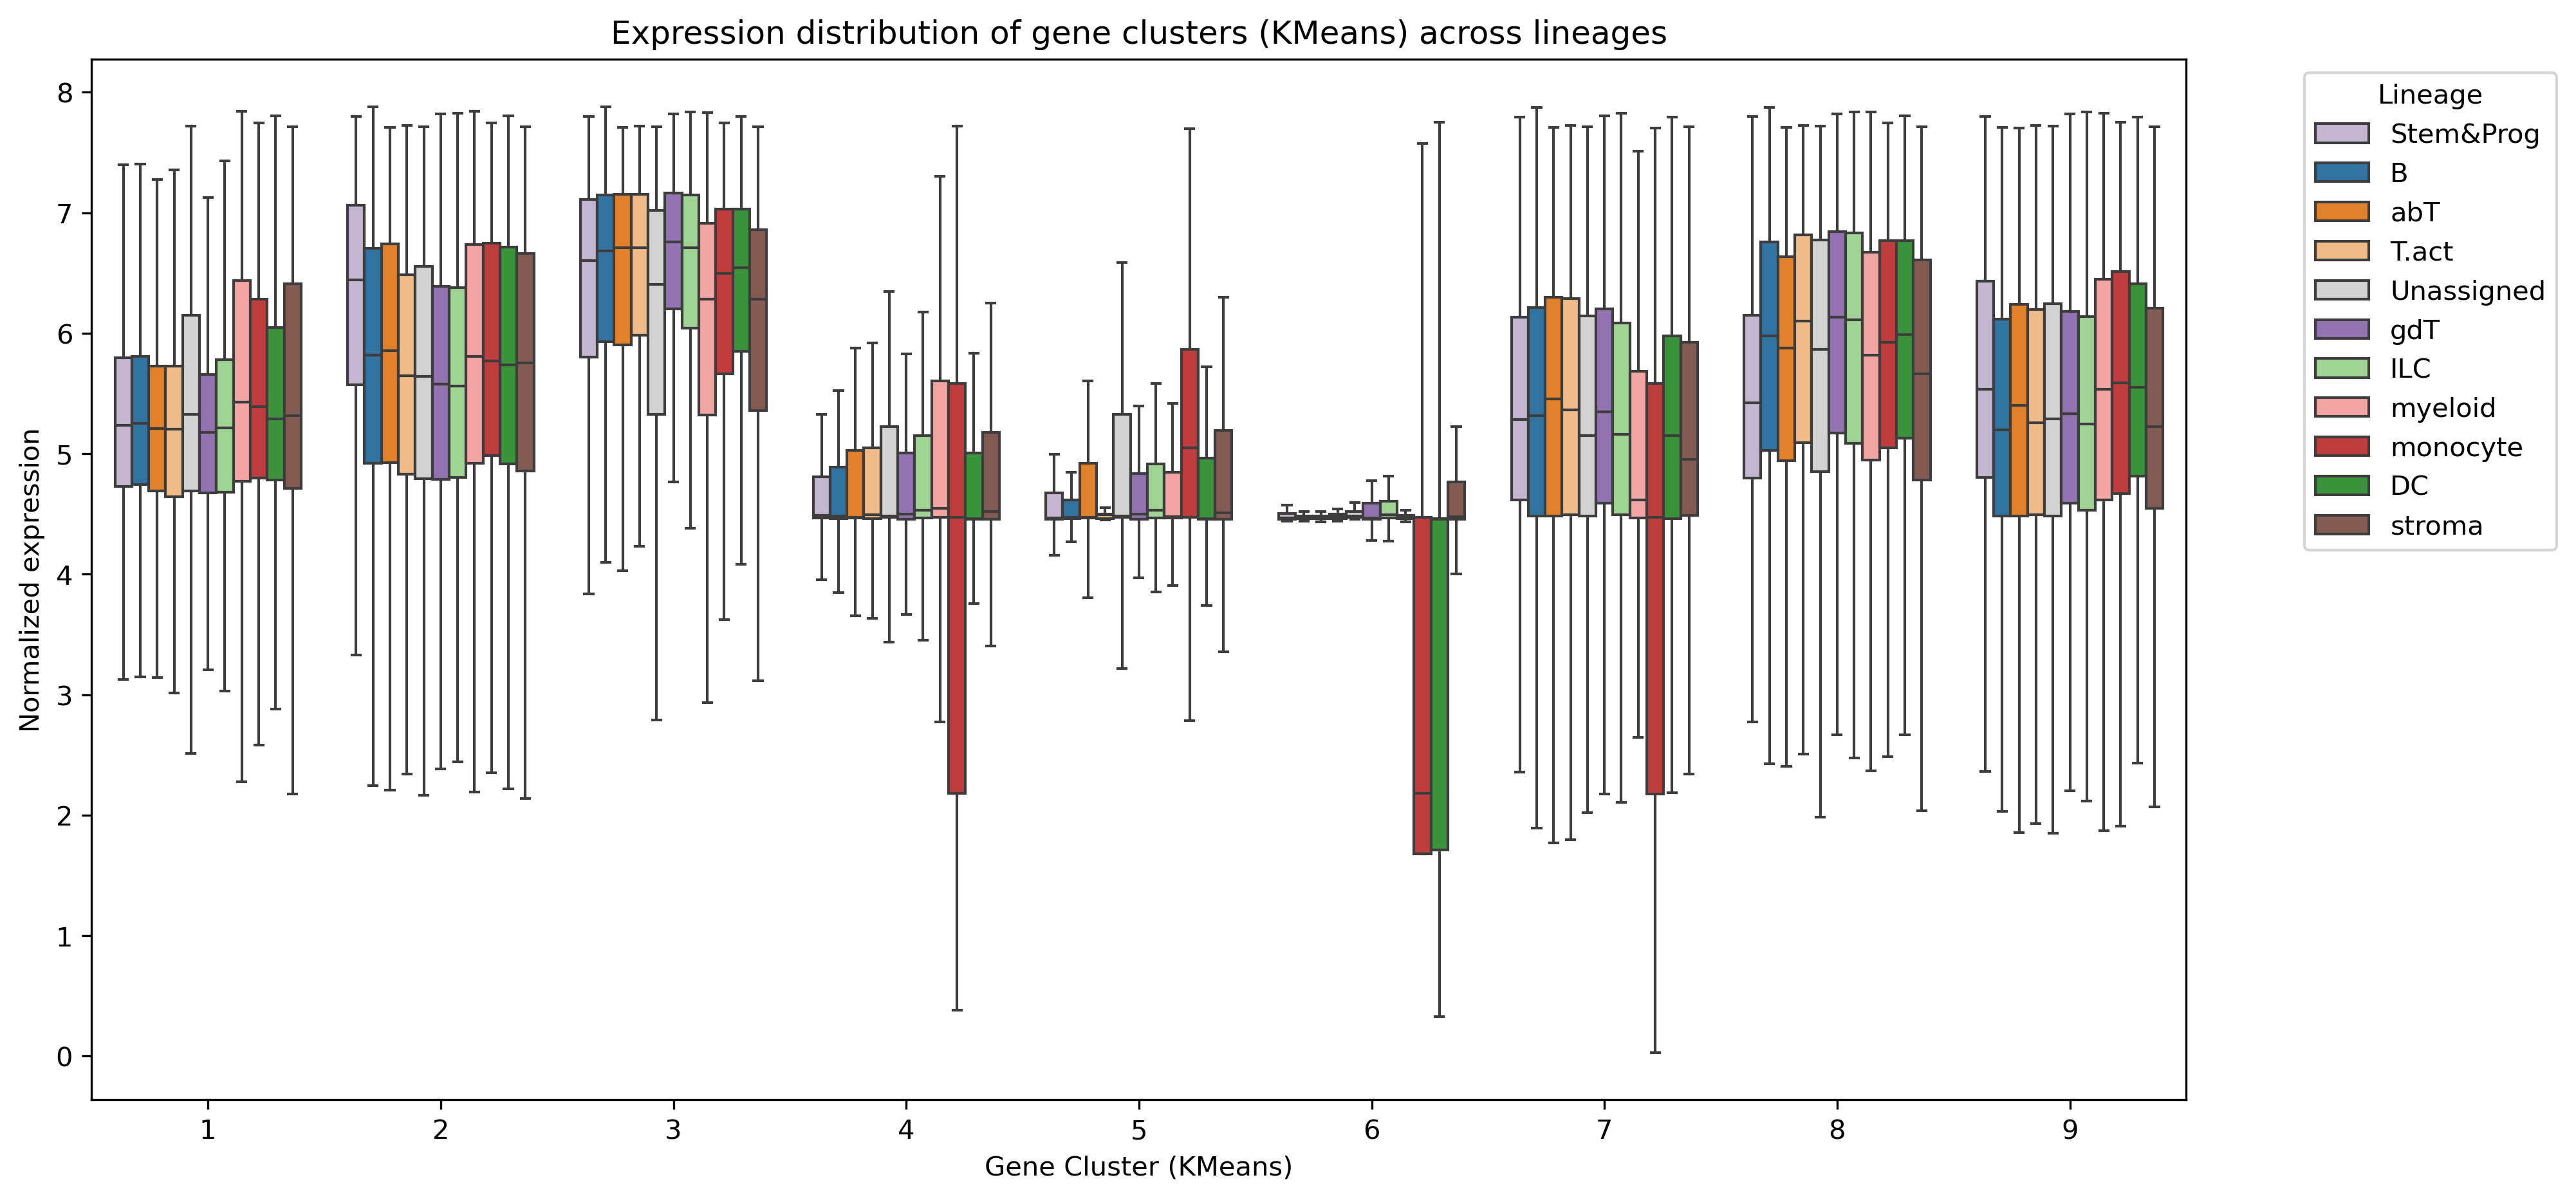 Expression distribution of gene clusters (KMeans) across lineages
Normalized expression
8
7
6
5
4
3
2
1
0
1 2 3 4 5 6 7 8 9
Gene Cluster (KMeans)
Lineage
Stem&Prog
B
abT
T.act
Unassigned
gdT
ILC
myeloid
monocyte
DC
stroma